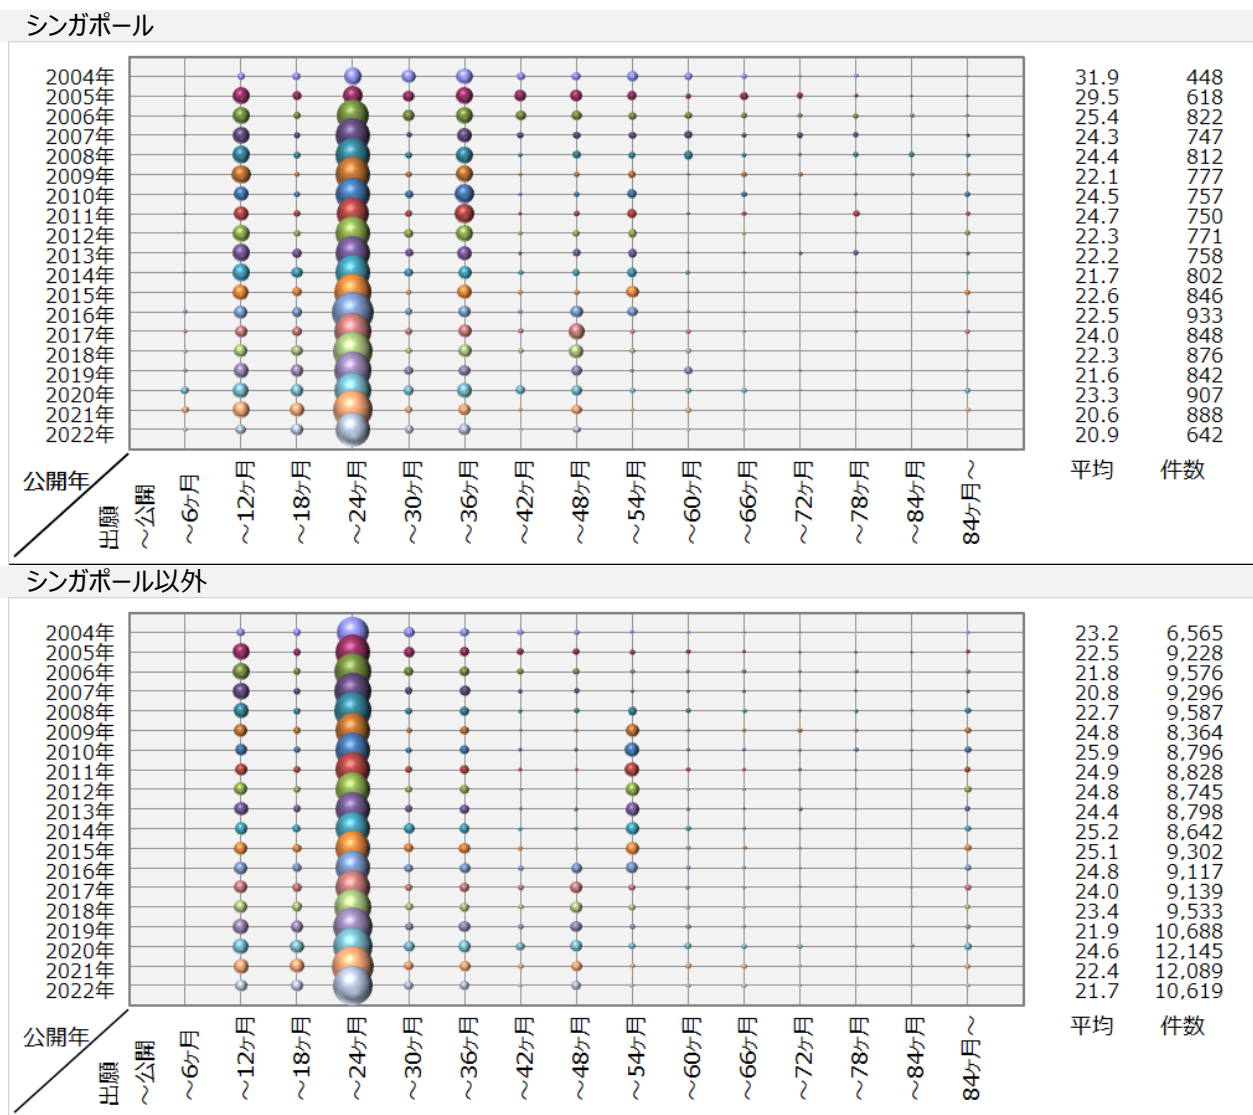 シンガポール
2004年 31.9 448
2005年 29.5 618
2006年 25.4 822
2007年 24.3 747
2008年 24.4 812
2009年 22.1 777
2010年 24.5 757
2011年 24.7 750
2012年 22.3 771
2013年 22.2 758
2014年 21.7 802
2015年 22.6 846
2016年 22.5 933
2017年 24.0 848
2018年 22.3 876
2019年 21.6 842
2020年 23.3 907
2021年 20.6 888
2022年 20.9 642
公開年 平均 件数
出願 ～公開 ～6ヶ月 ～12ヶ月 ～18ヶ月 ～24ヶ月 ～30ヶ月 ～36ヶ月 ～42ヶ月 ～48ヶ月 ～54ヶ月 ～60ヶ月 ～66ヶ月 ～72ヶ月 ～78ヶ月 ～84ヶ月 84ヶ月～
シンガポール以外
2004年 23.2 6,565
2005年 22.5 9,228
2006年 21.8 9,576
2007年 20.8 9,296
2008年 22.7 9,587
2009年 24.8 8,364
2010年 25.9 8,796
2011年 24.9 8,828
2012年 24.8 8,745
2013年 24.4 8,798
2014年 25.2 8,642
2015年 25.1 9,302
2016年 24.8 9,117
2017年 24.0 9,139
2018年 23.4 9,533
2019年 21.9 10,688
2020年 24.6 12,145
2021年 22.4 12,089
2022年 21.7 10,619
公開年 平均 件数
出願 ～公開 ～6ヶ月 ～12ヶ月 ～18ヶ月 ～24ヶ月 ～30ヶ月 ～36ヶ月 ～42ヶ月 ～48ヶ月 ～54ヶ月 ～60ヶ月 ～66ヶ月 ～72ヶ月 ～78ヶ月 ～84ヶ月 84ヶ月～